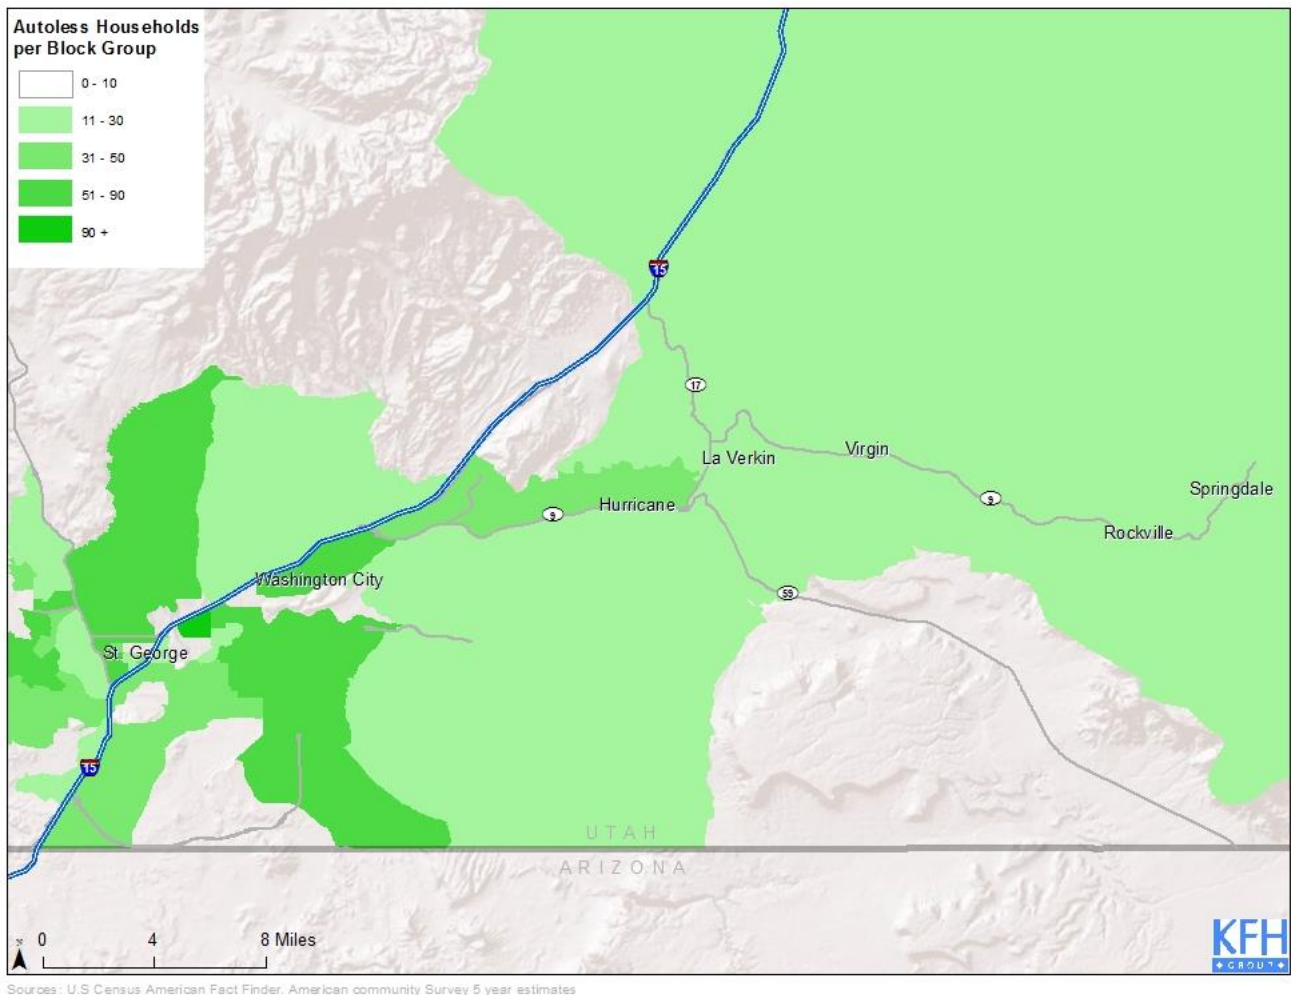 Autoless Households
per Block Group
0 - 10
11 - 30
31 - 50
51 - 90
90 +
15
17
La Verkin
Virgin
9
Springdale
Hurricane
9
Rockville
Washington City
59
St. George
15
UTAH
ARIZONA
N
0 4 8 Miles
KFH
GROUP
Sources: U.S Census American Fact Finder. American community Survey 5 year estimates